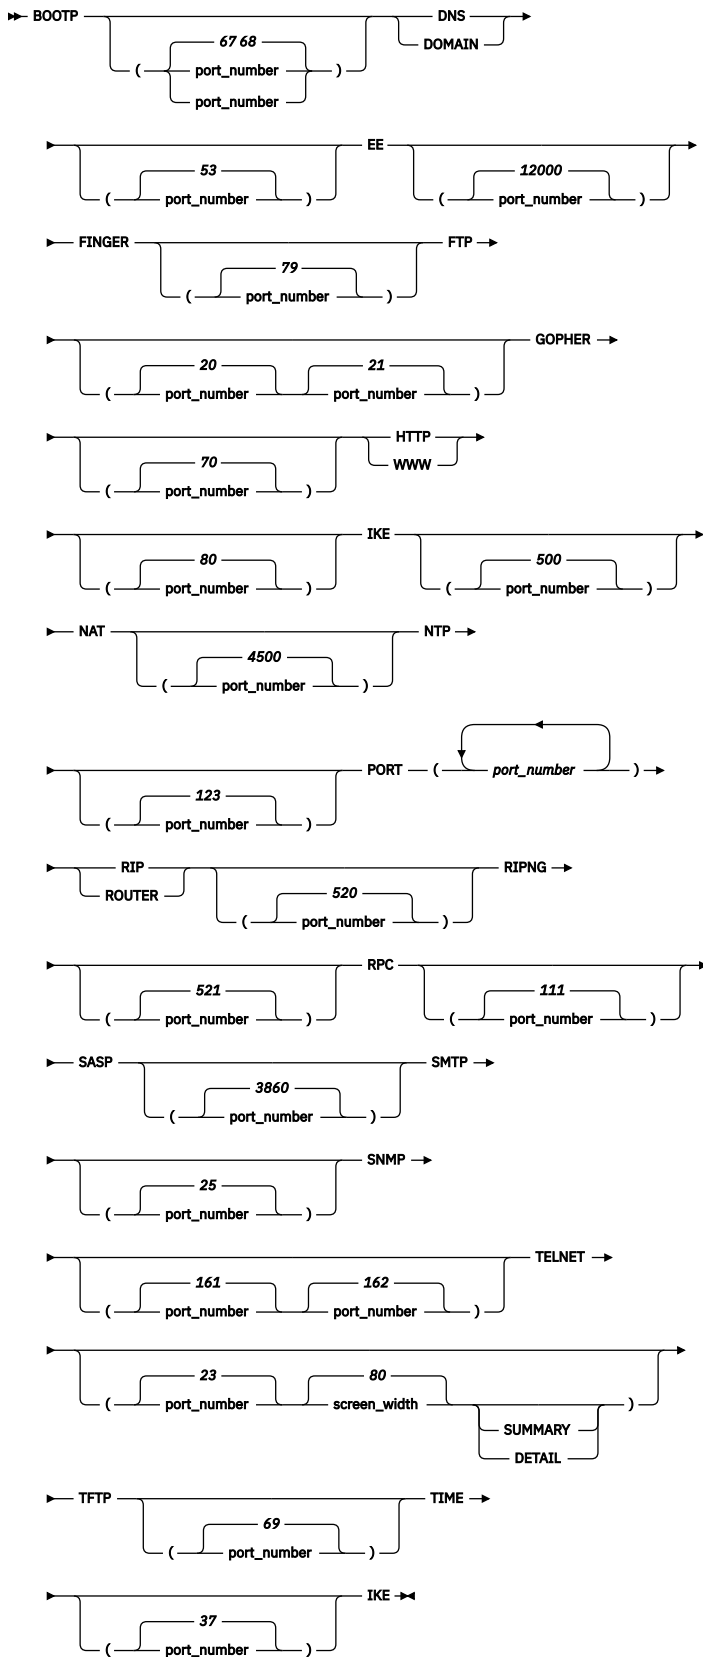 BOOTP DNS
67 68 DOMAIN
( port_number )
port_number
EE
53 12000
( port_number ) ( port_number )
FINGER FTP
79
( port_number )
GOPHER
20 21
( port_number port_number )
HTTP
70 WWW
( port_number )
IKE
80 500
( port_number ) ( port_number )
NAT NTP
4500
( port_number )
PORT ( port_number )
123
( port_number )
RIP RIPNG
ROUTER 520
( port_number )
RPC
521 111
( port_number ) ( port_number )
SASP SMTP
3860
( port_number )
SNMP
25
( port_number )
TELNET
161 162
( port_number port_number )
23 80
( port_number screen_width )
SUMMARY
DETAIL
TFTP TIME
69
( port_number )
IKE
37
( port_number )